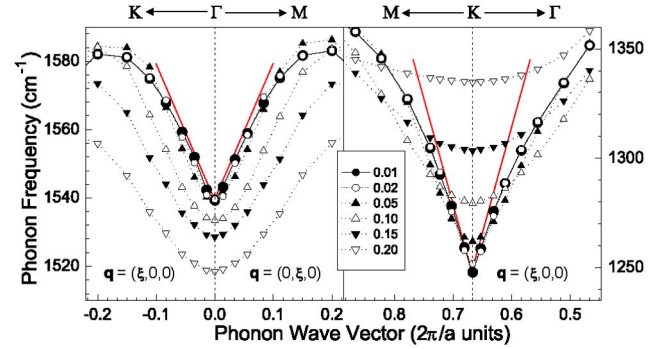 K ← Γ → M
M ← K → Γ
Phonon Frequency (cm⁻¹)
1580
1560
1540
1520
1350
1300
1250
0.01
0.02
0.05
0.10
0.15
0.20
q = (ξ,0,0)
q = (0,ξ,0)
q = (ξ,0,0)
-0.2 -0.1 0.0 0.1 0.2
0.8 0.7 0.6 0.5
Phonon Wave Vector (2π/a units)